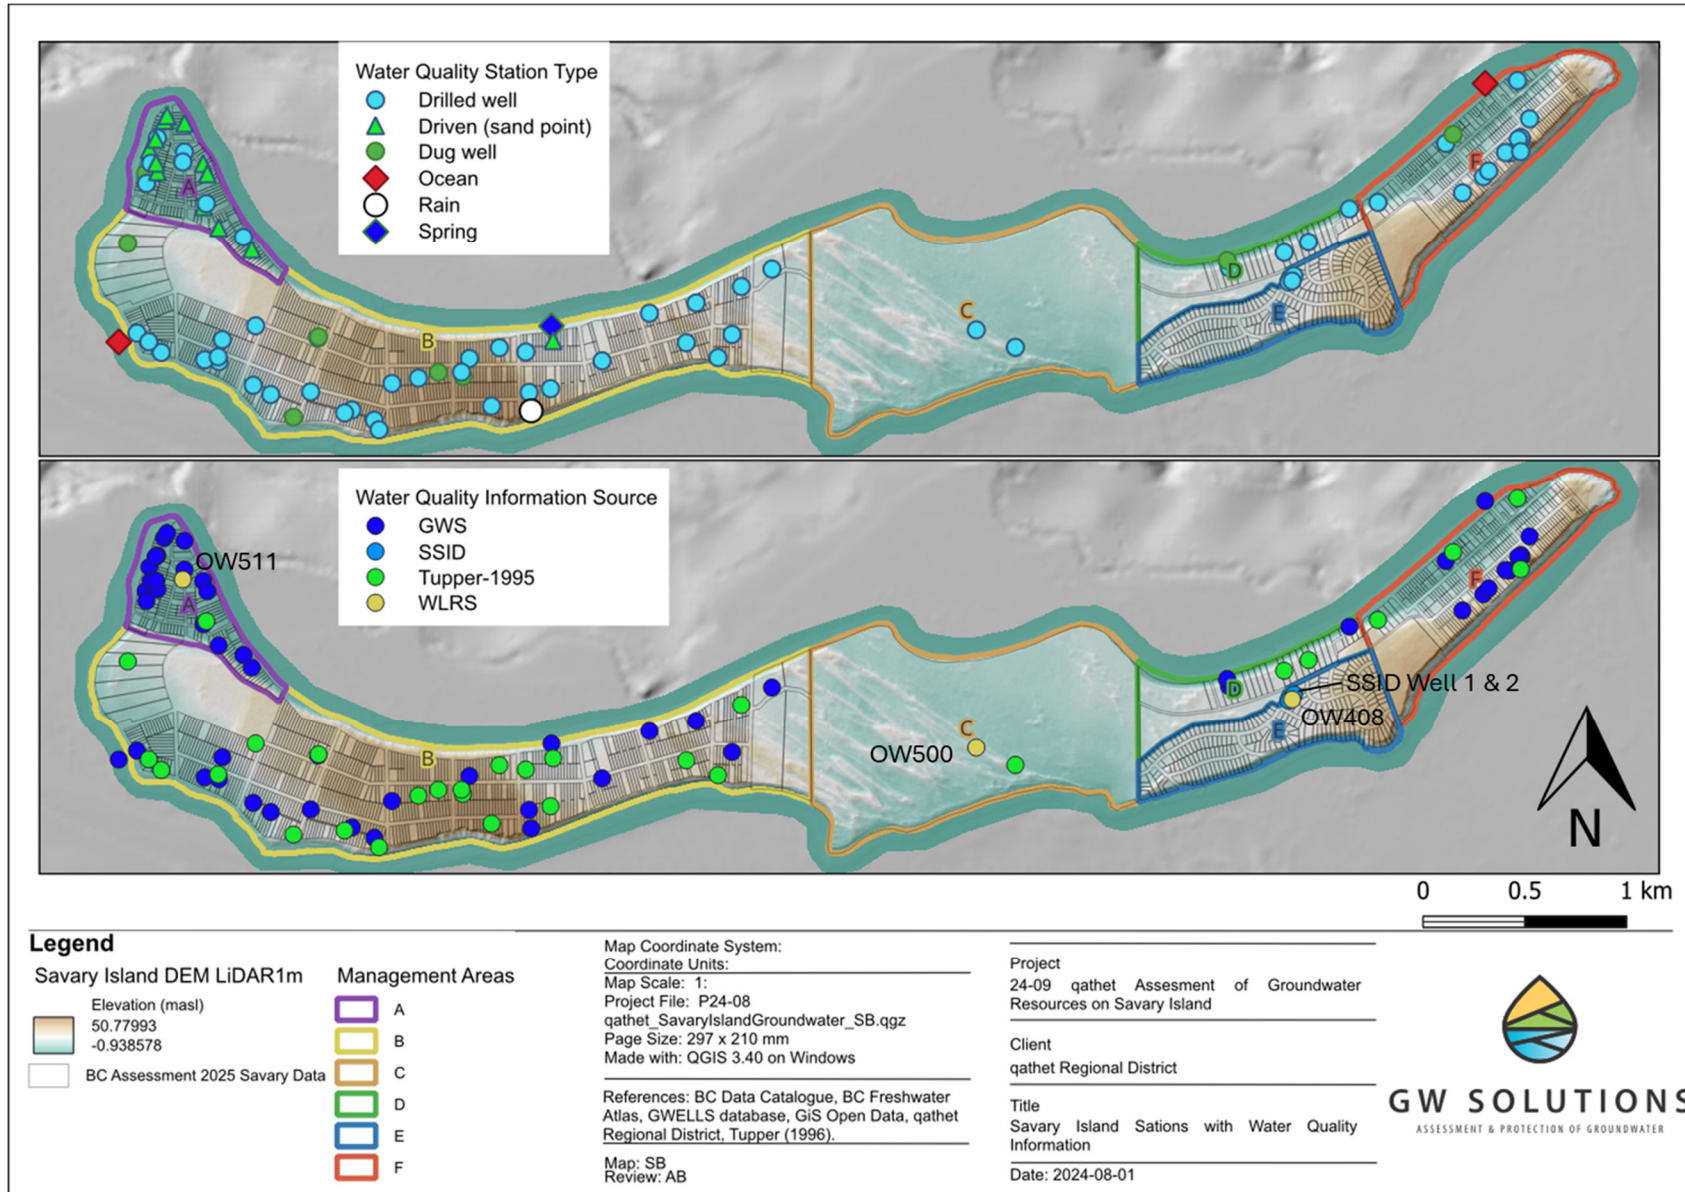 Water Quality Station Type
Drilled well
Driven (sand point)
Dug well
Ocean
Rain
Spring
A
B
C
D
E
F
Water Quality Information Source
GWS
SSID
Tupper-1995
WLRS
OW511
A
B
C
OW500
D
SSID Well 1 & 2
OW408
E
F
N
0 0.5 1 km
Legend
Savary Island DEM LiDAR1m
Elevation (masl)
50.77993
-0.938578
BC Assessment 2025 Savary Data
Management Areas
A
B
C
D
E
F
Map Coordinate System:
Coordinate Units:
Map Scale: 1:
Project File: P24-08
qathet_SavaryIslandGroundwater_SB.qgz
Page Size: 297 x 210 mm
Made with: QGIS 3.40 on Windows
References: BC Data Catalogue, BC Freshwater
Atlas, GWELLS database, GiS Open Data, qathet
Regional District, Tupper (1996).
Map: SB
Review: AB
Project
24-09 qathet Assesment of Groundwater
Resources on Savary Island
Client
qathet Regional District
Title
Savary Island Sations with Water Quality
Information
Date: 2024-08-01
GW SOLUTIONS
ASSESSMENT & PROTECTION OF GROUNDWATER